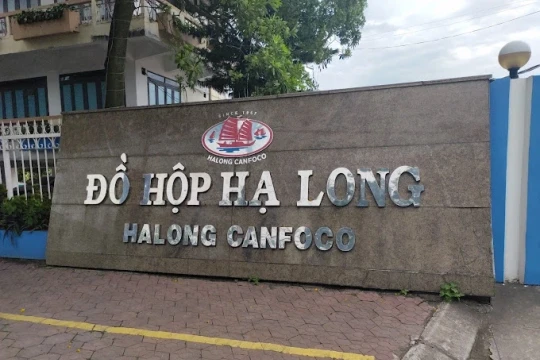 SINCE 1957
HALONG CANFOCO
ĐỒ HỘP HẠ LONG
HALONG CANFOCO